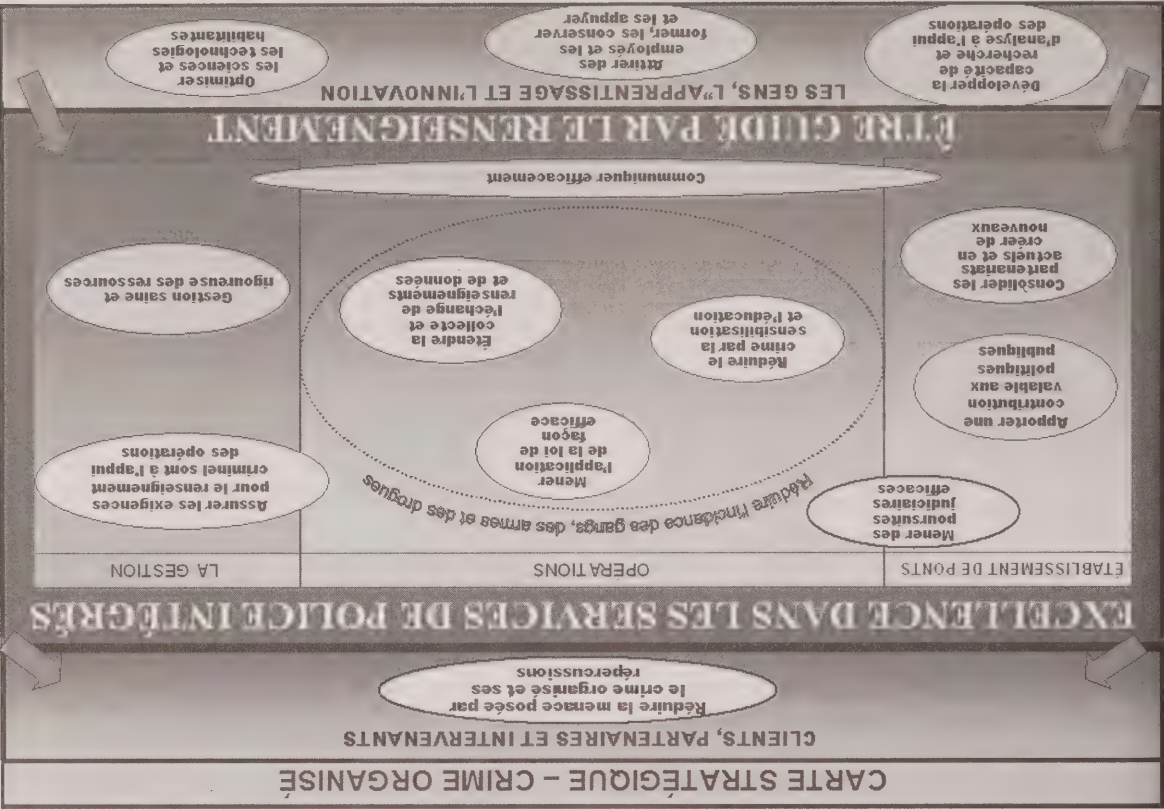 CARTE STRATÉGIQUE – CRIME ORGANISÉ
CLIENTS, PARTENAIRES ET INTERVENANTS
Réduire la menace posée par
le crime organisé et ses
répercussions
EXCELLENCE DANS LES SERVICES DE POLICE INTÉGRÉS
ÉTABLISSEMENT DE PONTS
OPÉRATIONS
LA GESTION
Mener des
poursuites
judiciaires
efficaces
Apporter une
contribution
valable aux
politiques
publiques
Consolider les
partenariats
actuels et en
créer de
nouveaux
Réduire l'incidance des gangs, des armes et des drogues
Mener
l'application
de la loi de
façon
efficace
Réduire le
crime par la
sensibilisation
et l'éducation
Étendre la
collecte et
l'échange de
renseignements
et de données
Assurer les exigences
pour le renseignement
criminel sont à l'appui
des opérations
Gestion saine et
rigoureuse des ressources
Communiquer efficacement
ÊTRE GUIDÉ PAR LE RENSEIGNEMENT
LES GENS, L"APPRENTISSAGE ET L'INNOVATION
Développer la
capacité de
recherche et
d'analyse à l'appui
des opérations
Attirer des
employés et les
former, les conserver
et les appuyer
Optimiser
les sciences et
les technologies
habilitantes